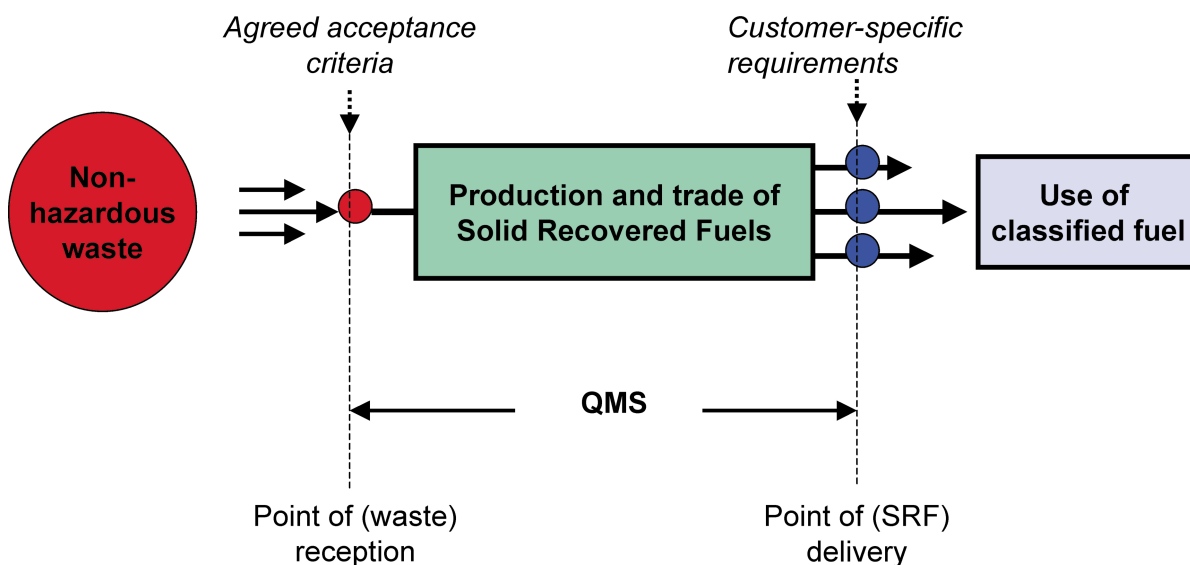 Agreed acceptance
criteria
Customer-specific
requirements
Non-
hazardous
waste
Production and trade of
Solid Recovered Fuels
Use of
classified fuel
QMS
Point of (waste)
reception
Point of (SRF)
delivery